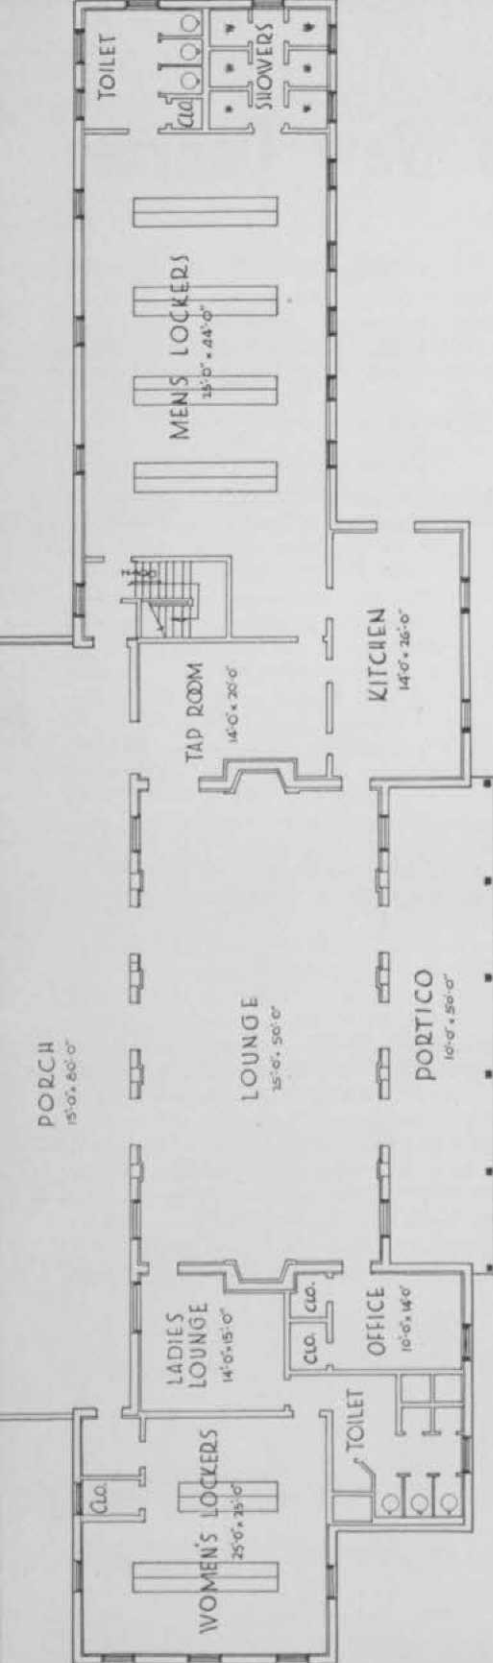 TOILET
CLO.
SHOWERS
MENS LOCKERS
25'-0" x 44'-0"
TAP ROOM
14'-0" x 20'-0"
KITCHEN
14'-0" x 26'-0"
PORCH
15'-0" x 80'-0"
LOUNGE
25'-0" x 50'-0"
PORTICO
10'-0" x 50'-0"
LADIES
LOUNGE
14'-0" x 15'-0"
CLO.
CLO.
OFFICE
10'-0" x 14'-0"
CLO.
WOMEN'S LOCKERS
25'-0" x 25'-0"
TOILET